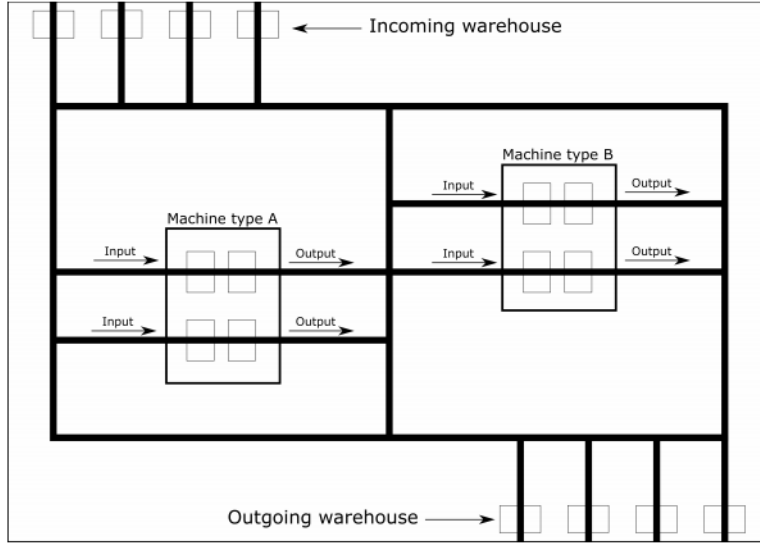 Incoming warehouse
Machine type B
Input
Output
Machine type A
Input
Output
Input
Output
Input
Output
Outgoing warehouse